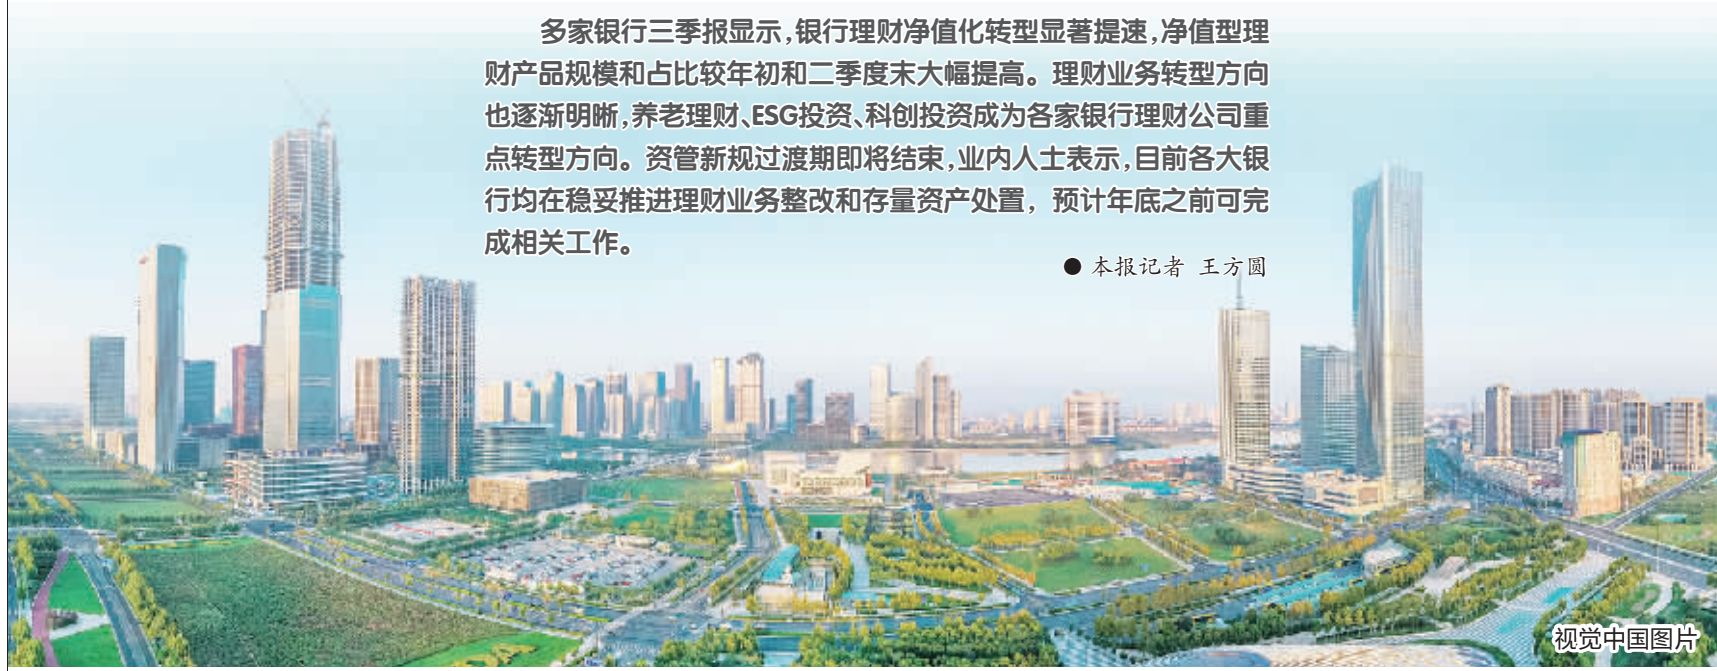 多家银行三季报显示,银行理财净值化转型显著提速,净值型理
财产品规模和占比较年初和二季度末大幅提高。理财业务转型方向
也逐渐明晰,养老理财、ESG投资、科创投资成为各家银行理财公司重
点转型方向。资管新规过渡期即将结束,业内人士表示,目前各大银
行均在稳妥推进理财业务整改和存量资产处置,预计年底之前可完
成相关工作。
● 本报记者 王方圆
视觉中国图片